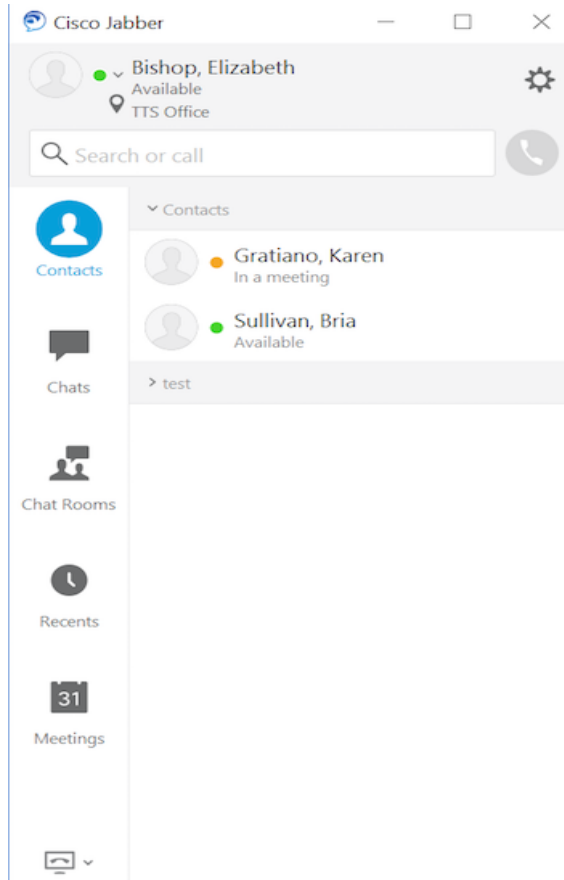 Cisco Jabber
Bishop, Elizabeth
Available
TTS Office
Search or call
Contacts
Contacts
Gratiano, Karen
In a meeting
Sullivan, Bria
Available
Chats
test
Chat Rooms
Recents
31
Meetings